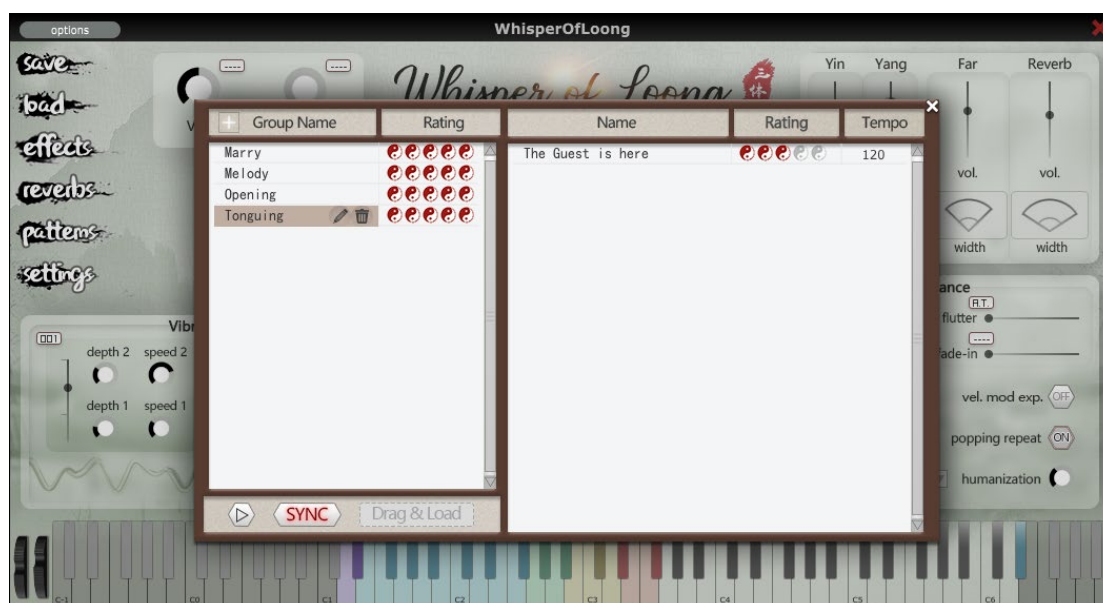 options
WhisperOfLoong
save
load
effects
reverbs
patterns
settings
Whisper of Loong
Yin Yang Far Reverb
vol. vol.
width width
Group Name Rating Name Rating Tempo
Marry
Melody
Opening
Tonguing
The Guest is here 120
SYNC Drag & Load
001
depth 2 speed 2
depth 1 speed 1
A.T.
flutter
----
vel. mod exp. OFF
popping repeat ON
humanization
C-1 C0 C1 C2 C3 C4 C5 C6